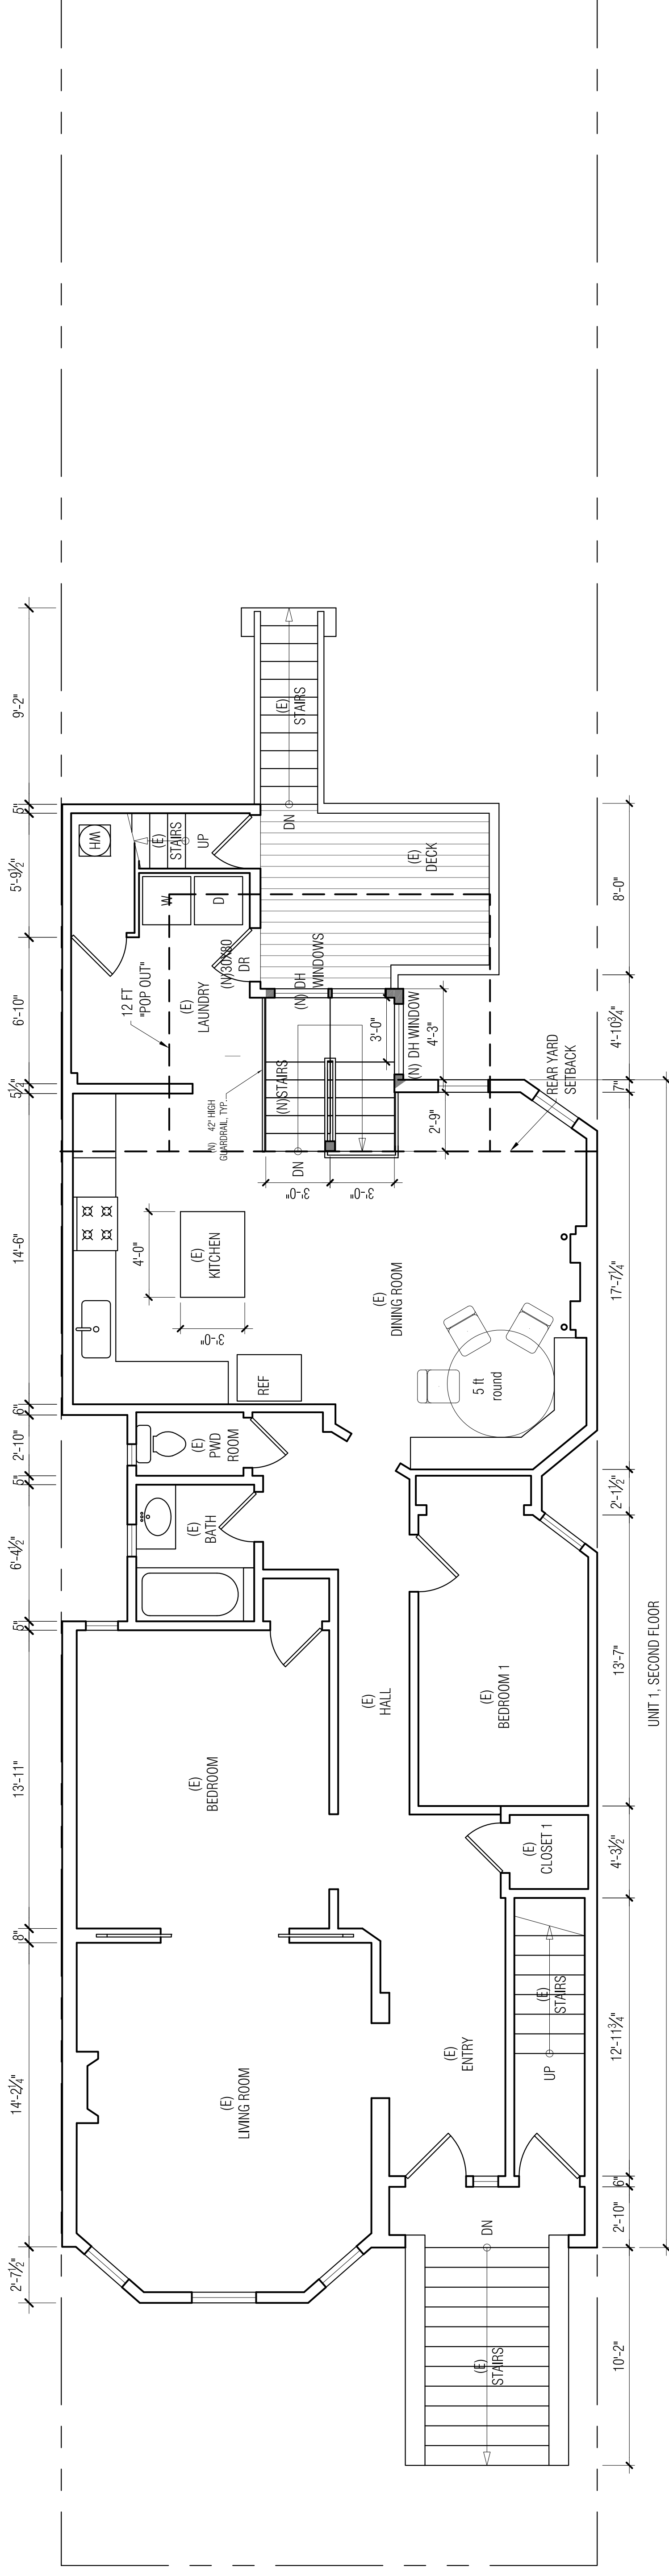 9'-2"
5"
5'-9½"
6'-10"
5½"
14'-6"
6"
2'-10"
5"
6'-4½"
5"
13'-11"
8"
14'-2¼"
2'-7½"
(E)
STAIRS
DN
WH
(E)
STAIRS
UP
W
D
(E)
DECK
8'-0"
12 FT
"POP OUT"
(E)
LAUNDRY
(N)30X80
DR
(N) DH
WINDOWS
3'-0"
(N) DH WINDOW
4'-3"
4'-10¾"
(N) 42" HIGH
GUARDRAIL, TYP.
(N)STAIRS
DN
2'-9"
REAR YARD
SETBACK
7"
3'-0"
3'-0"
4'-0"
(E)
KITCHEN
3'-0"
REF
(E)
DINING ROOM
5 ft
round
17'-7¼"
(E)
PWD
ROOM
(E)
BATH
2'-1½"
(E)
HALL
(E)
BEDROOM
(E)
BEDROOM 1
13'-7"
UNIT 1, SECOND FLOOR
(E)
CLOSET 1
4'-3½"
(E)
STAIRS
UP
12'-11¾"
(E)
ENTRY
(E)
LIVING ROOM
6"
2'-10"
DN
(E)
STAIRS
10'-2"